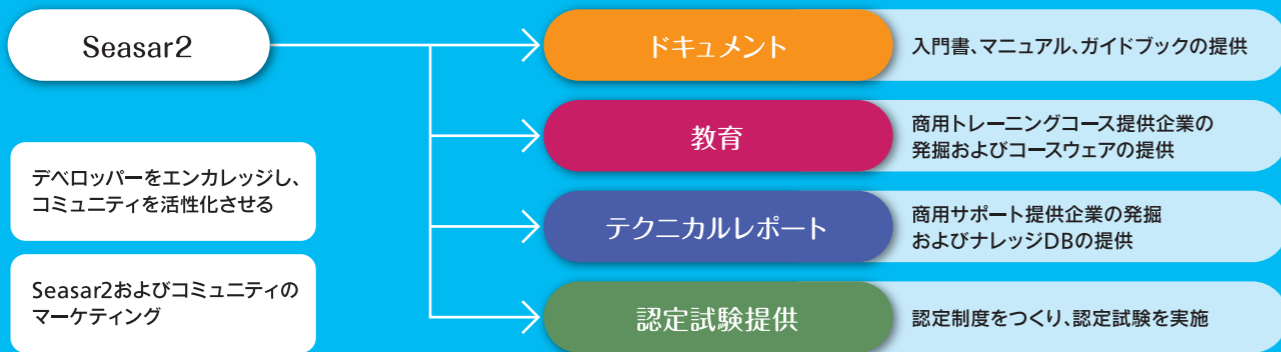 Seasar2
デベロッパーをエンカレッジし、
コミュニティを活性化させる
Seasar2およびコミュニティの
マーケティング
ドキュメント
入門書、マニュアル、ガイドブックの提供
教育
商用トレーニングコース提供企業の
発掘およびコースウェアの提供
テクニカルレポート
商用サポート提供企業の発掘
およびナレッジDBの提供
認定試験提供
認定制度をつくり、認定試験を実施